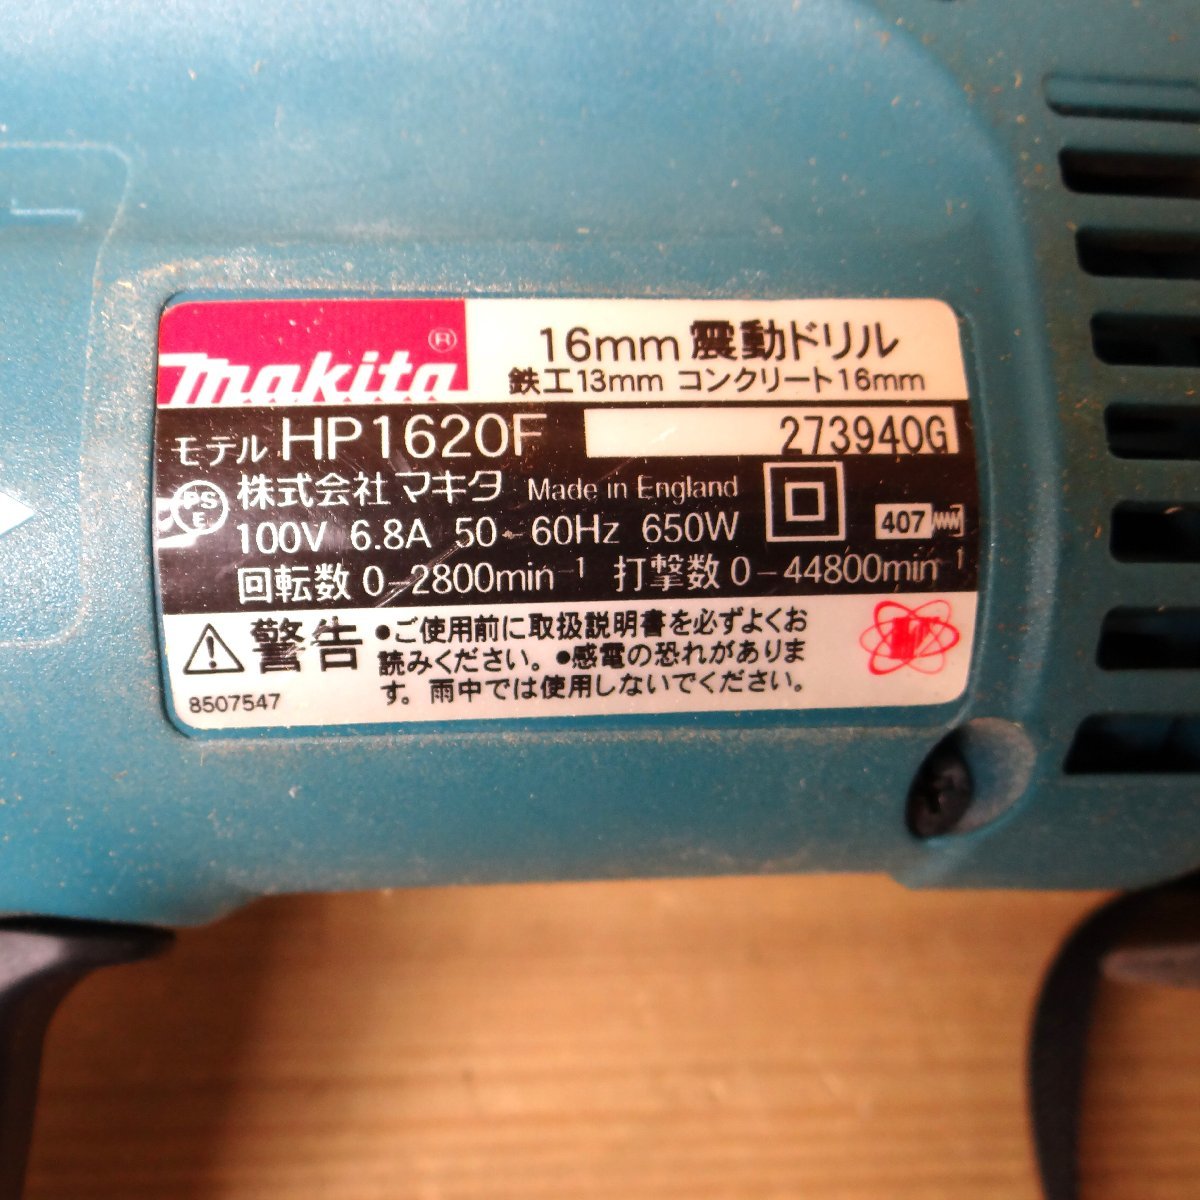 makita ®
16mm 震動ドリル
鉄工13mm コンクリート16mm
モデル HP1620F 273940G
PS E 株式会社 マキタ Made in England
100V 6.8A 50-60Hz 650W 407
回転数 0-2800min⁻¹ 打撃数 0-44800min⁻¹
警告 •ご使用前に取扱説明書を必ずよくお
読みください。•感電の恐れがありま
す。雨中では使用しないでください。
8507547